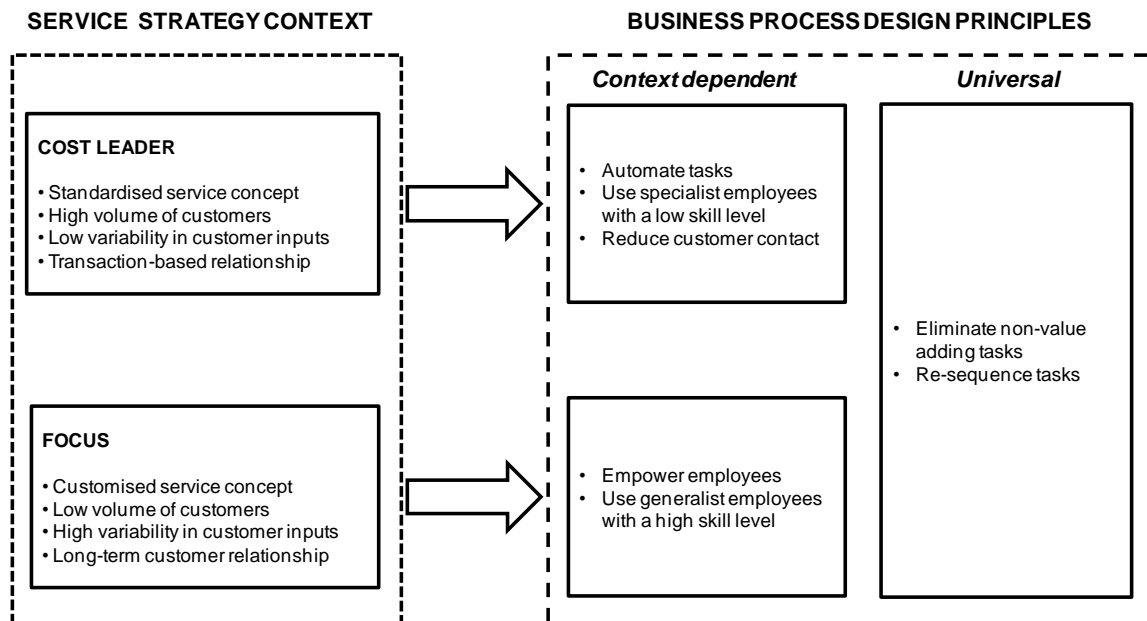 SERVICE STRATEGY CONTEXT
BUSINESS PROCESS DESIGN PRINCIPLES
Context dependent
Universal
COST LEADER
• Standardised service concept
• High volume of customers
• Low variability in customer inputs
• Transaction-based relationship
• Automate tasks
• Use specialist employees
with a low skill level
• Reduce customer contact
• Eliminate non-value
adding tasks
• Re-sequence tasks
FOCUS
• Customised service concept
• Low volume of customers
• High variability in customer inputs
• Long-term customer relationship
• Empower employees
• Use generalist employees
with a high skill level